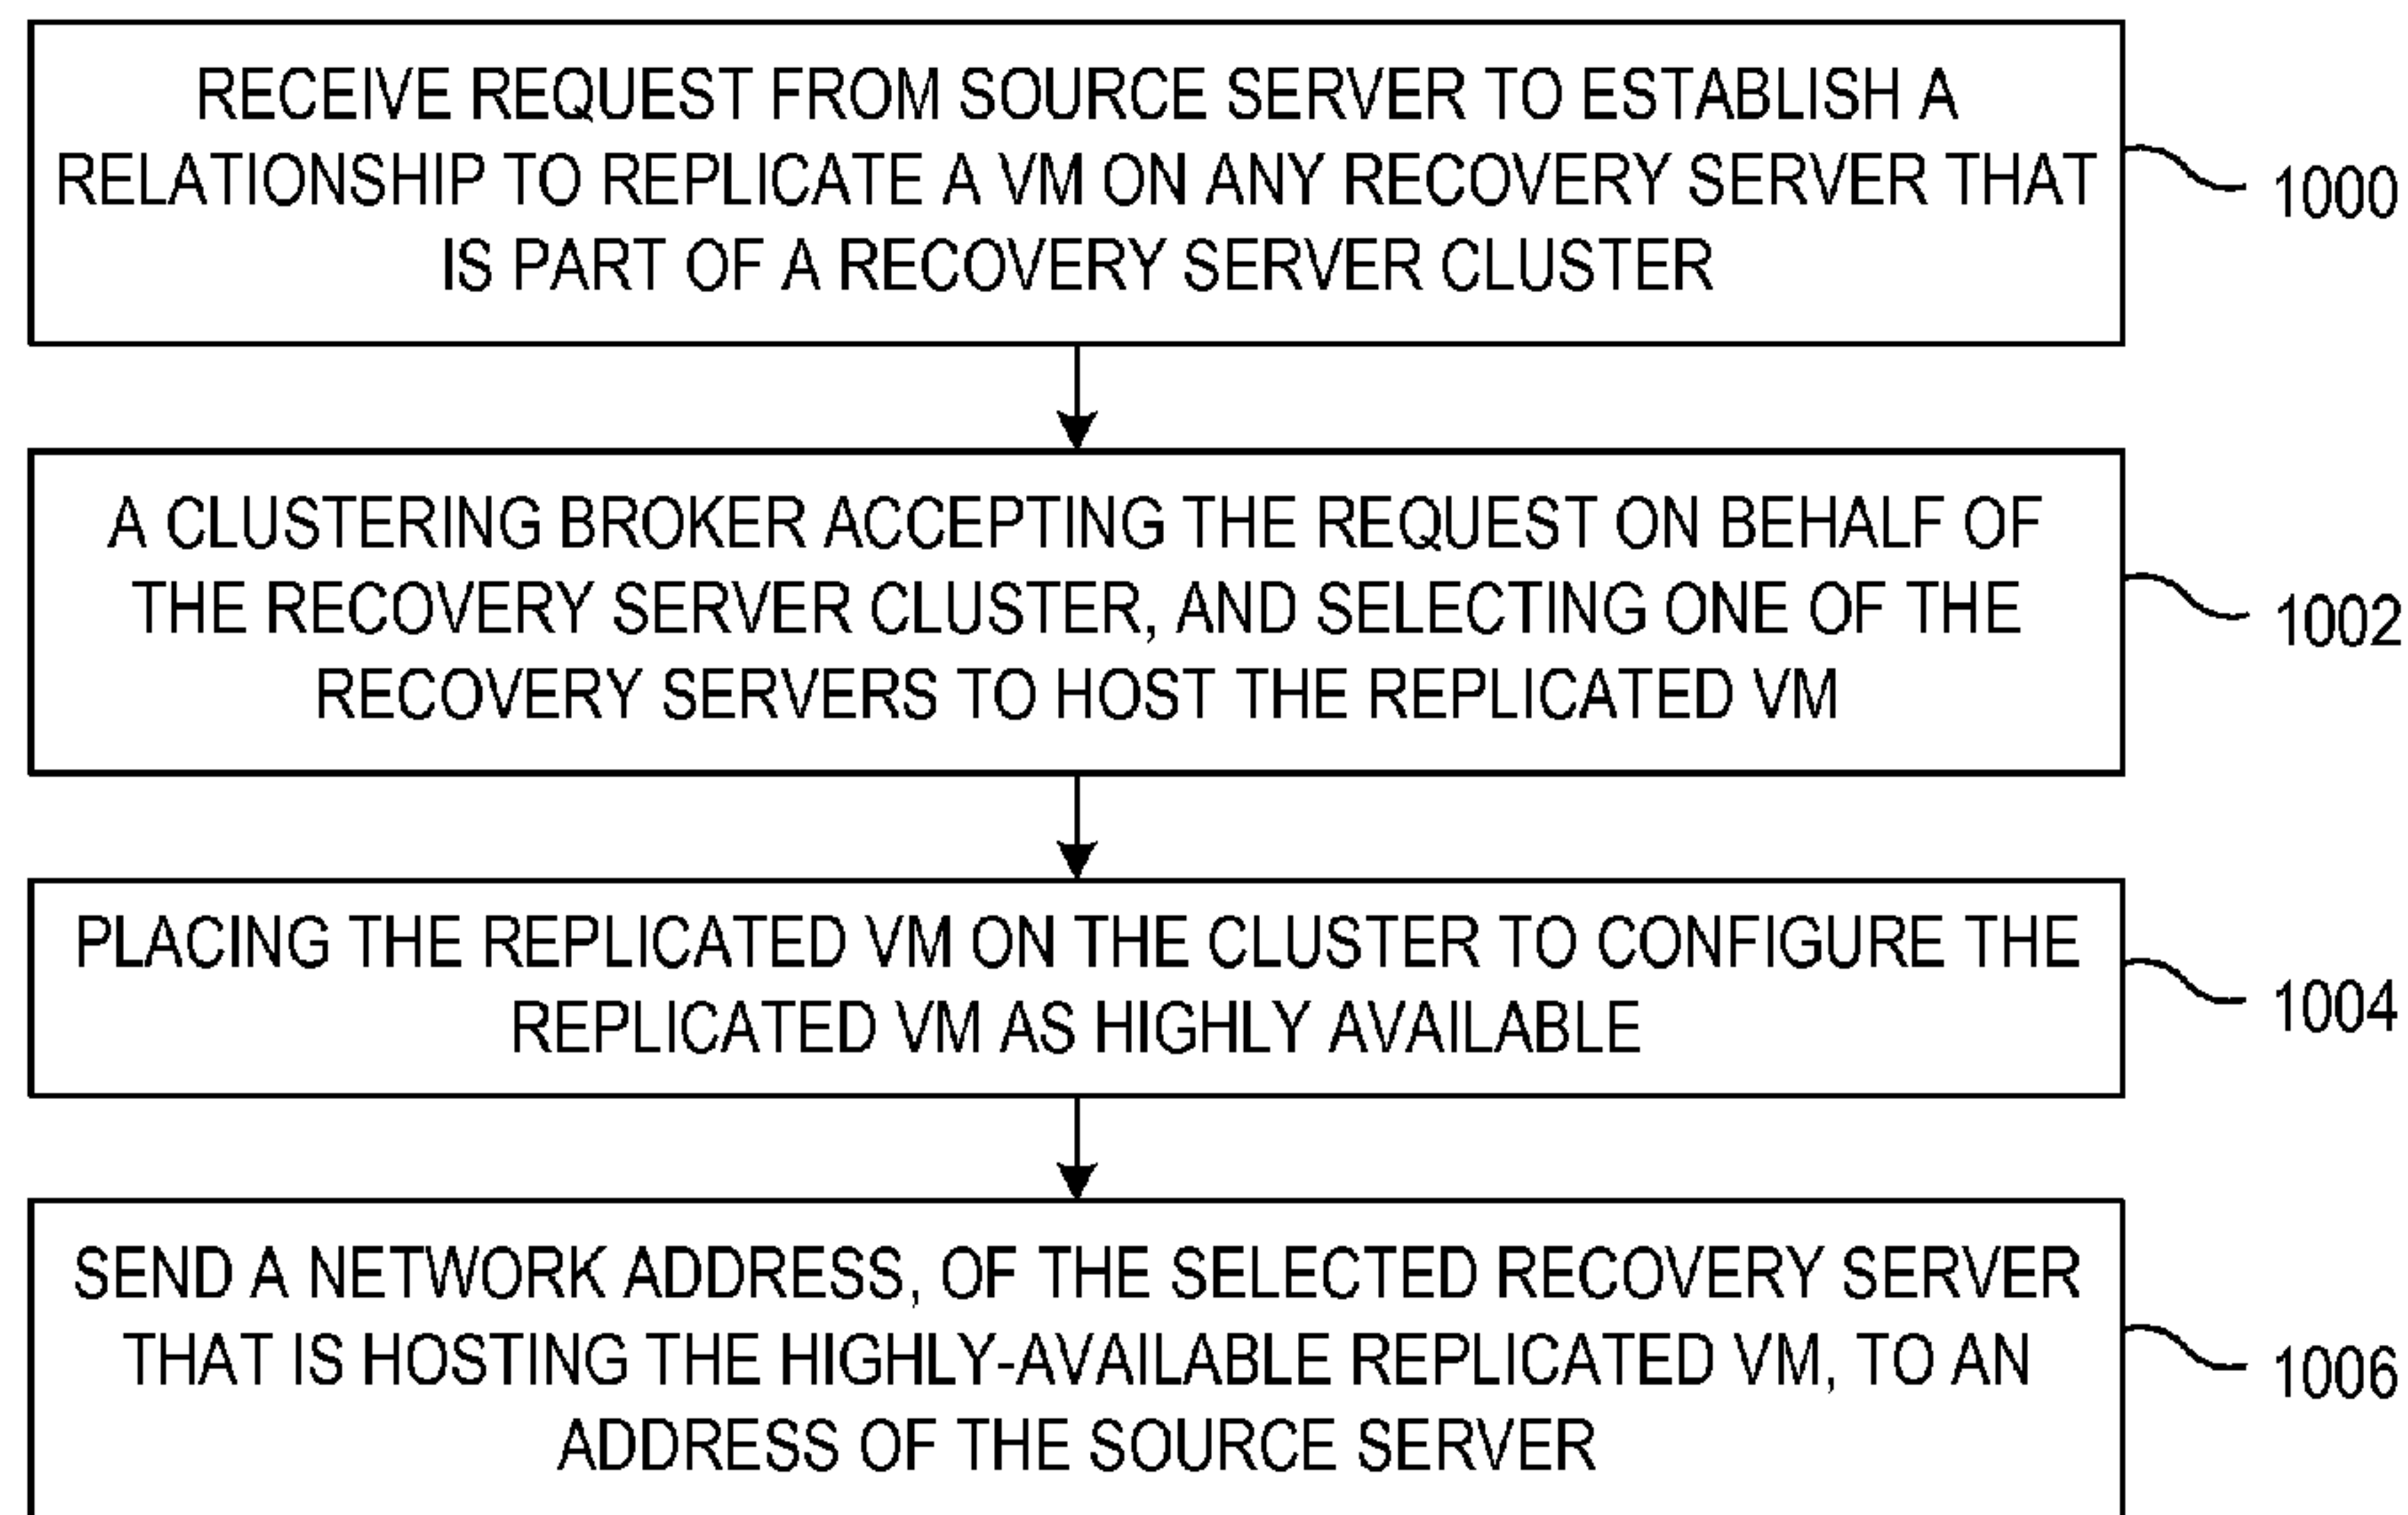 RECEIVE REQUEST FROM SOURCE SERVER TO ESTABLISH A
RELATIONSHIP TO REPLICATE A VM ON ANY RECOVERY SERVER THAT
IS PART OF A RECOVERY SERVER CLUSTER
1000
A CLUSTERING BROKER ACCEPTING THE REQUEST ON BEHALF OF
THE RECOVERY SERVER CLUSTER, AND SELECTING ONE OF THE
RECOVERY SERVERS TO HOST THE REPLICATED VM
1002
PLACING THE REPLICATED VM ON THE CLUSTER TO CONFIGURE THE
REPLICATED VM AS HIGHLY AVAILABLE
1004
SEND A NETWORK ADDRESS, OF THE SELECTED RECOVERY SERVER
THAT IS HOSTING THE HIGHLY-AVAILABLE REPLICATED VM, TO AN
ADDRESS OF THE SOURCE SERVER
1006